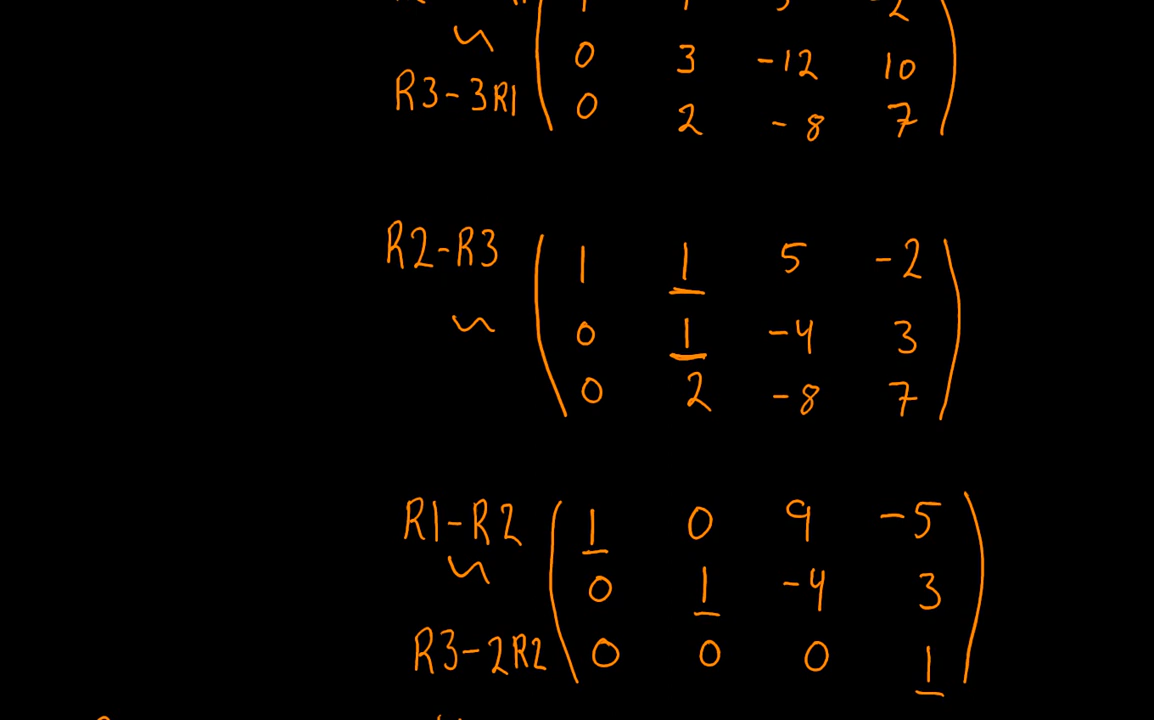 ~ 0 3 -12 10
R3-3R1 0 2 -8 7
R2-R3 1 1 5 -2
~ 0 1 -4 3
0 2 -8 7
R1-R2 1 0 9 -5
~ 0 1 -4 3
R3-2R2 0 0 0 1